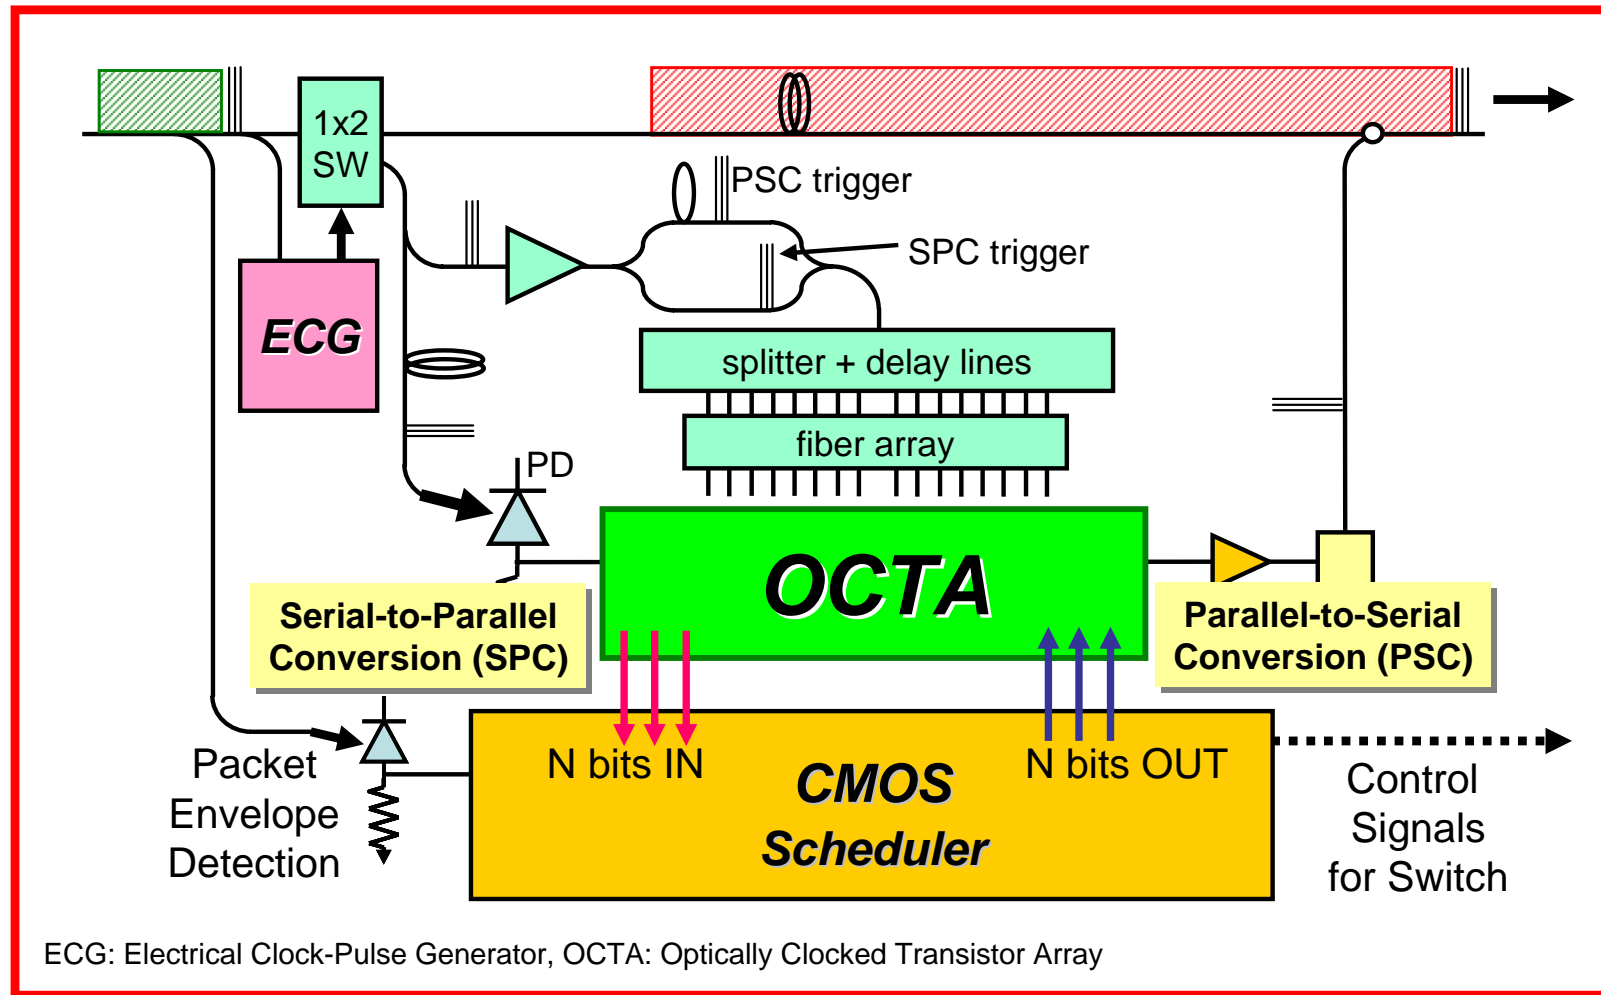 1x2
SW
PSC trigger
SPC trigger
ECG
splitter + delay lines
fiber array
PD
OCTA
Serial-to-Parallel
Conversion (SPC)
Parallel-to-Serial
Conversion (PSC)
N bits IN
N bits OUT
CMOS
Scheduler
Packet
Envelope
Detection
Control
Signals
for Switch
ECG: Electrical Clock-Pulse Generator, OCTA: Optically Clocked Transistor Array